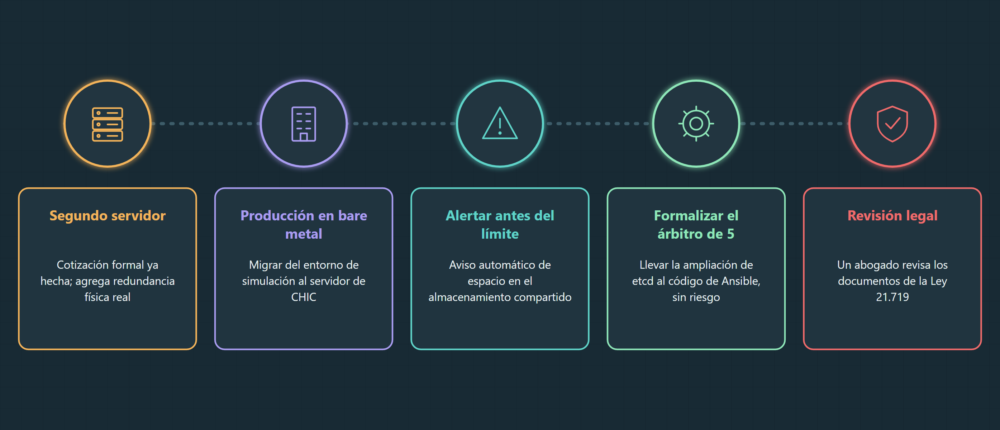 Segundo servidor
Cotización formal ya
hecha; agrega redundancia
física real
Producción en bare
metal
Migrar del entorno de
simulación al servidor de
CHIC
Alertar antes del
límite
Aviso automático de
espacio en el
almacenamiento compartido
Formalizar el
árbitro de 5
Llevar la ampliación de
etcd al código de Ansible,
sin riesgo
Revisión legal
Un abogado revisa los
documentos de la Ley
21.719